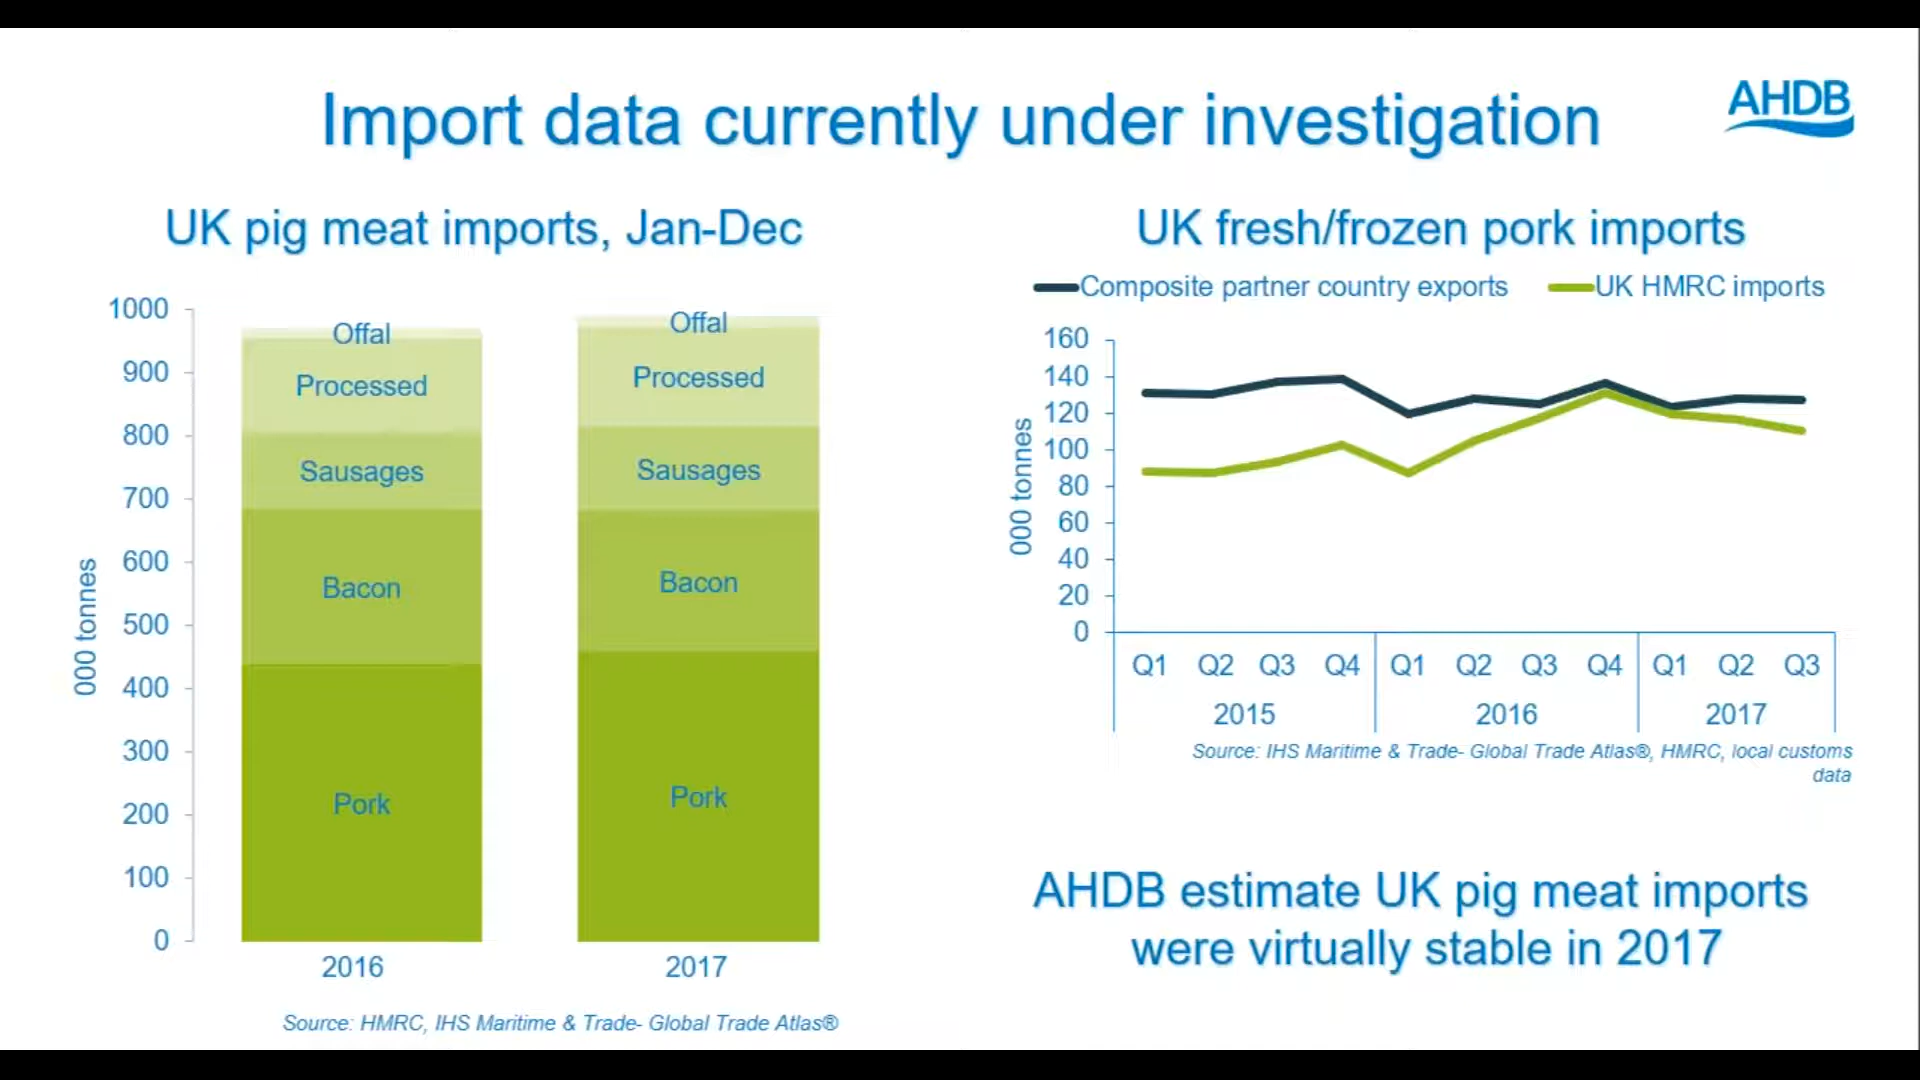 Import data currently under investigation
AHDB
UK pig meat imports, Jan-Dec
1000
900
800
700
600
500
400
300
200
100
0
000 tonnes
Offal
Processed
Sausages
Bacon
Pork
Offal
Processed
Sausages
Bacon
Pork
2016
2017
Source: HMRC, IHS Maritime & Trade- Global Trade Atlas®
UK fresh/frozen pork imports
Composite partner country exports
UK HMRC imports
160
140
120
100
80
60
40
20
0
000 tonnes
Q1 Q2 Q3 Q4 Q1 Q2 Q3 Q4 Q1 Q2 Q3
2015 2016 2017
Source: IHS Maritime & Trade- Global Trade Atlas®, HMRC, local customs
data
AHDB estimate UK pig meat imports
were virtually stable in 2017